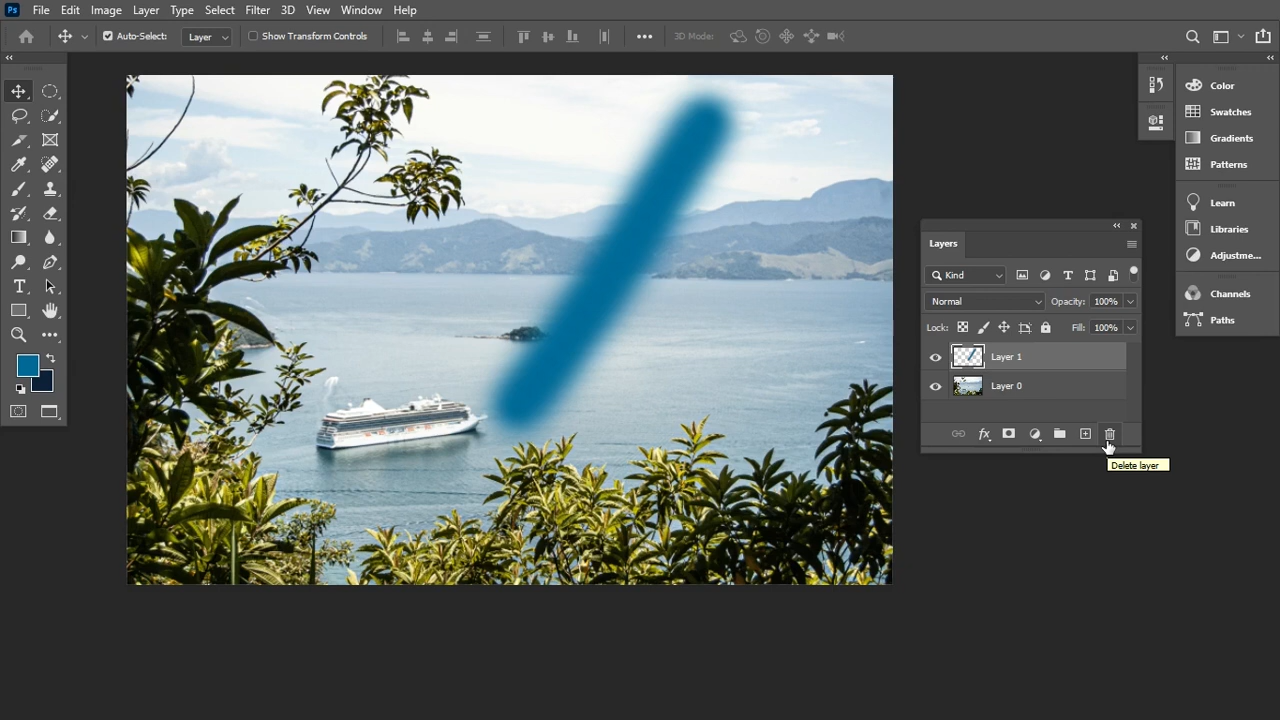 Ps File Edit Image Layer Type Select Filter 3D View Window Help
Auto-Select: Layer Show Transform Controls 3D Mode:
Color
Swatches
Gradients
Patterns
Learn
Libraries
Adjustme...
Channels
Paths
Layers
Kind
Normal Opacity: 100%
Lock: Fill: 100%
Layer 1
Layer 0
fx
Delete layer